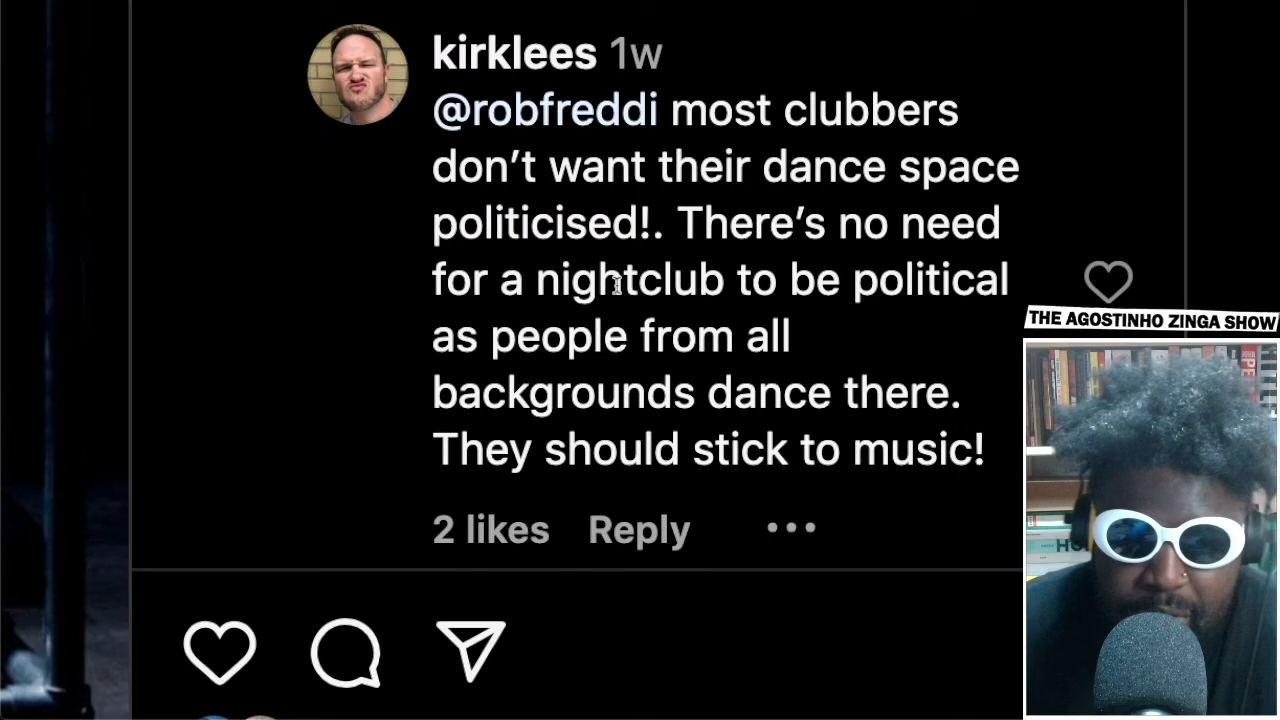 kirklees 1w
@robfreddi most clubbers
don’t want their dance space
politicised!. There’s no need
for a nightclub to be political
as people from all
backgrounds dance there.
They should stick to music!
2 likes Reply
THE AGOSTINHO ZINGA SHOW